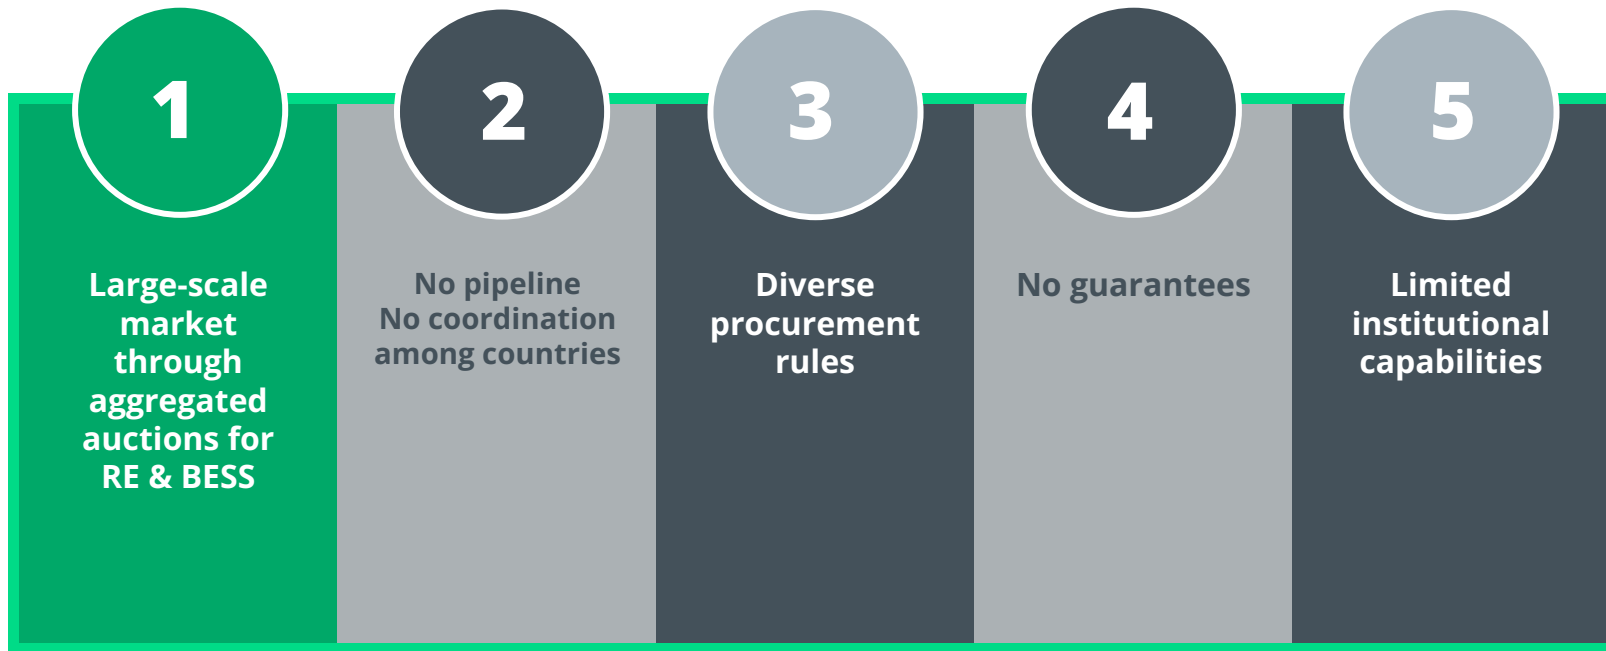 1
Large-scale
market
through
aggregated
auctions for
RE & BESS
2
No pipeline
No coordination
among countries
3
Diverse
procurement
rules
4
No guarantees
5
Limited
institutional
capabilities